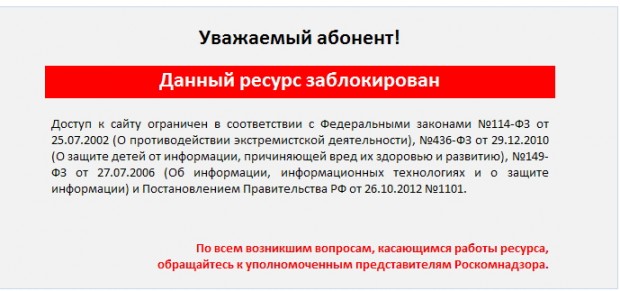 Уважаемый абонент!
Данный ресурс заблокирован
Доступ к сайту ограничен в соответствии с Федеральными законами №114-ФЗ от
25.07.2002 (О противодействии экстремистской деятельности), №436-ФЗ от 29.12.2010
(О защите детей от информации, причиняющей вред их здоровью и развитию), №149-
ФЗ от 27.07.2006 (Об информации, информационных технологиях и о защите
информации) и Постановлением Правительства РФ от 26.10.2012 №1101.
По всем возникшим вопросам, касающимся работы ресурса,
обращайтесь к уполномоченным представителям Роскомнадзора.